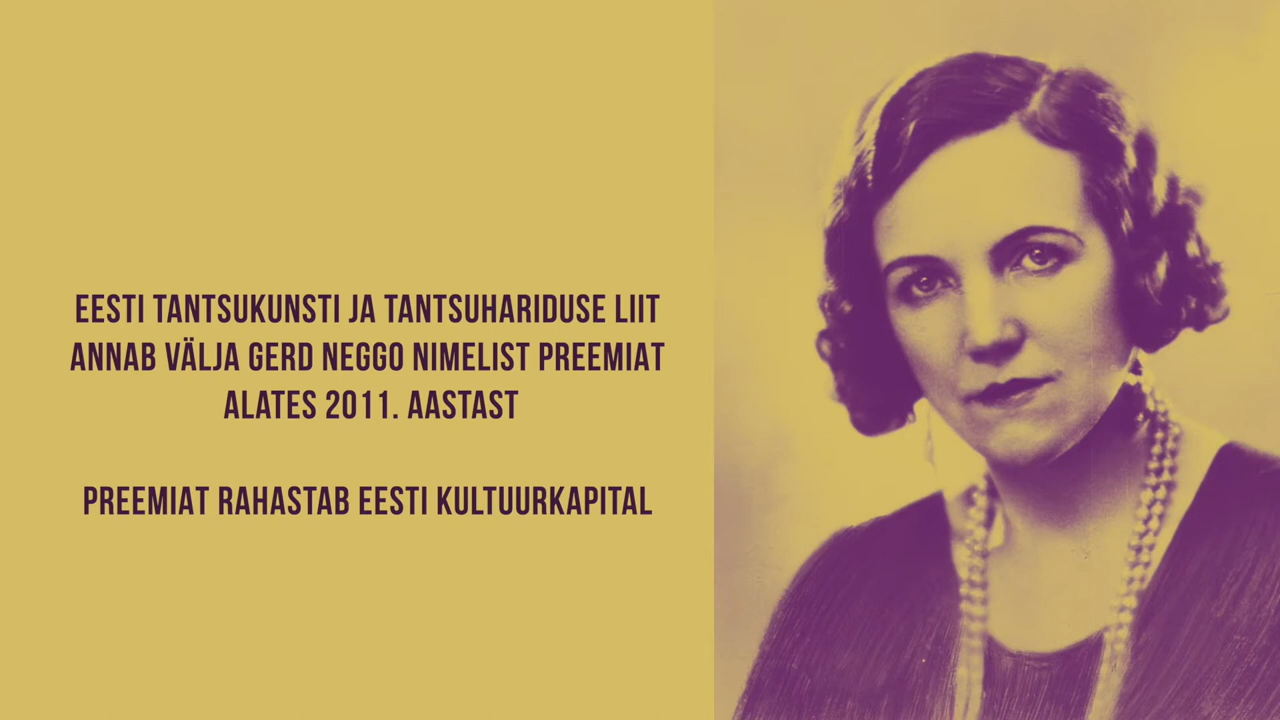 EESTI TANTSUKUNSTI JA TANTSUHARIDUSE LIIT
ANNAB VÄLJA GERD NEGGO NIMELIST PREEMIAT
ALATES 2011. AASTAST
PREEMIAT RAHASTAB EESTI KULTUURKAPITAL